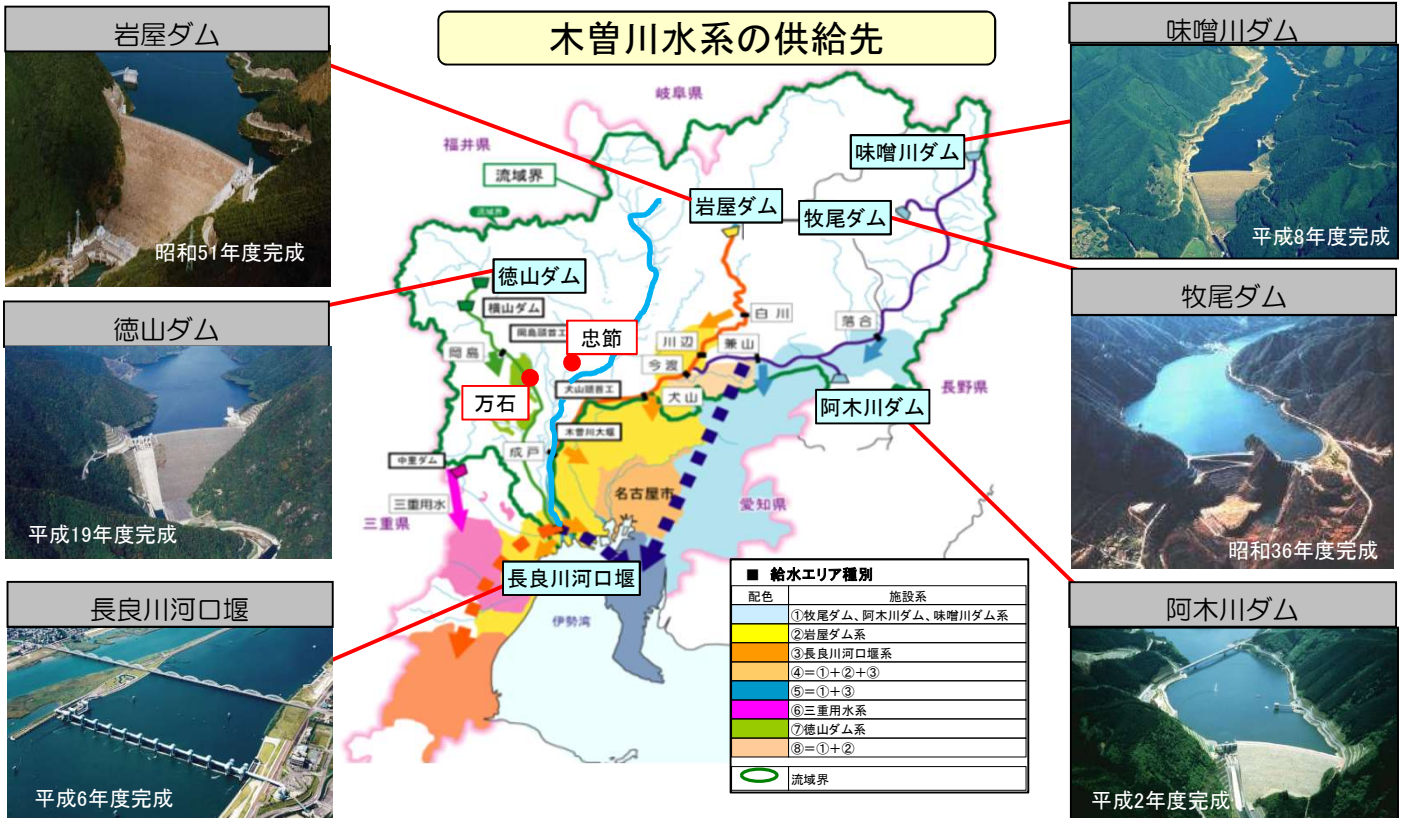 木曽川水系の供給先
岩屋ダム
昭和51年度完成
徳山ダム
平成19年度完成
長良川河口堰
平成6年度完成
味噌川ダム
平成8年度完成
牧尾ダム
昭和36年度完成
阿木川ダム
平成2年度完成
岐阜県
福井県
流域界
流域界
味噌川ダム
岩屋ダム
牧尾ダム
徳山ダム
横山ダム
岡島頭首工
忠節
白川
落合
岡島
川辺
兼山
今渡
長野県
万石
犬山頭首工
犬山
阿木川ダム
木曽川大堰
成戸
中里ダム
名古屋市
愛知県
三重用水
三重県
長良川河口堰
伊勢湾
■ 給水エリア種別
配色 施設系
①牧尾ダム、阿木川ダム、味噌川ダム系
②岩屋ダム系
③長良川河口堰系
④=①+②+③
⑤=①+③
⑥三重用水系
⑦徳山ダム系
⑧=①+②
流域界